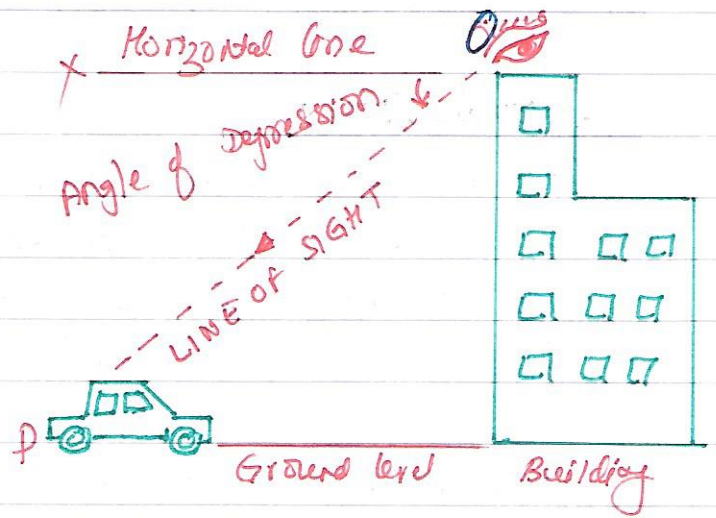 Horizontal line
O
X
Angle of Depression.
LINE OF SIGHT
P
Ground level
Building